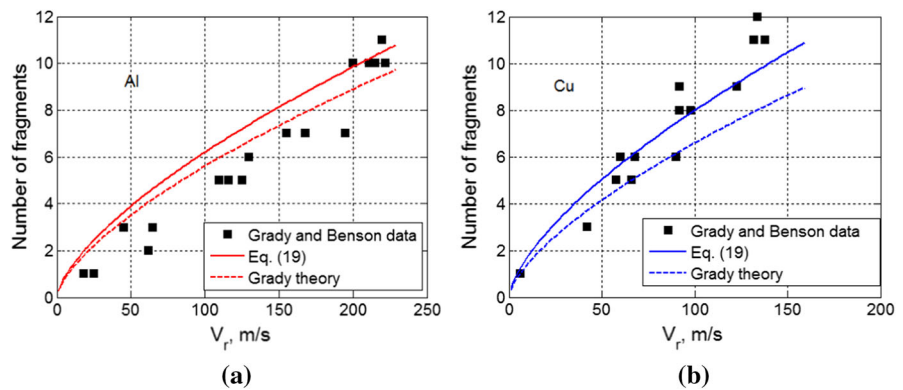 12
10
8
6
4
2
0
Number of fragments
Al
Grady and Benson data
Eq. (19)
Grady theory
0 50 100 150 200 250
Vr, m/s
(a)
12
10
8
6
4
2
0
Number of fragments
Cu
Grady and Benson data
Eq. (19)
Grady theory
0 50 100 150 200
Vr, m/s
(b)